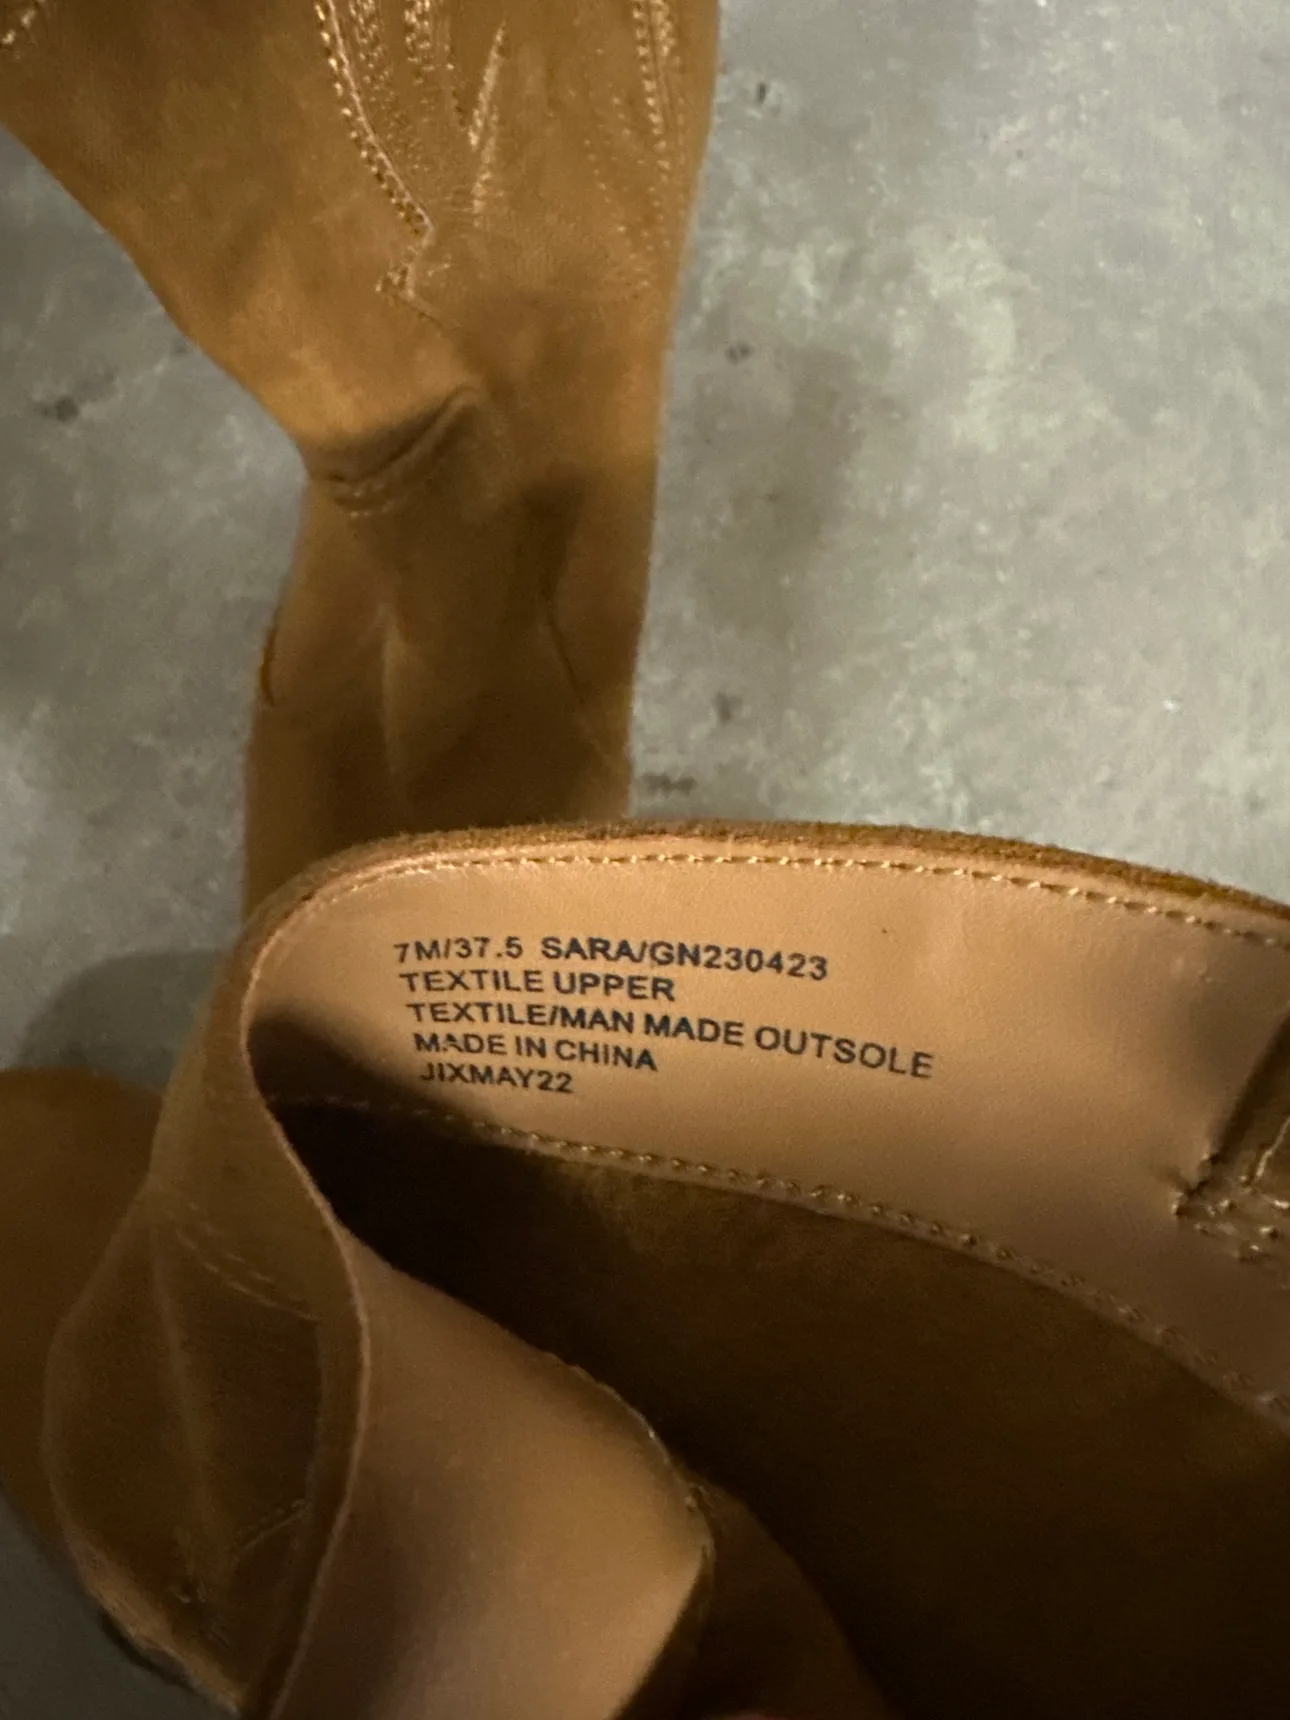 7M/37.5 SARA/GN230423
TEXTILE UPPER
TEXTILE/MAN MADE OUTSOLE
MADE IN CHINA
JIXMAY22